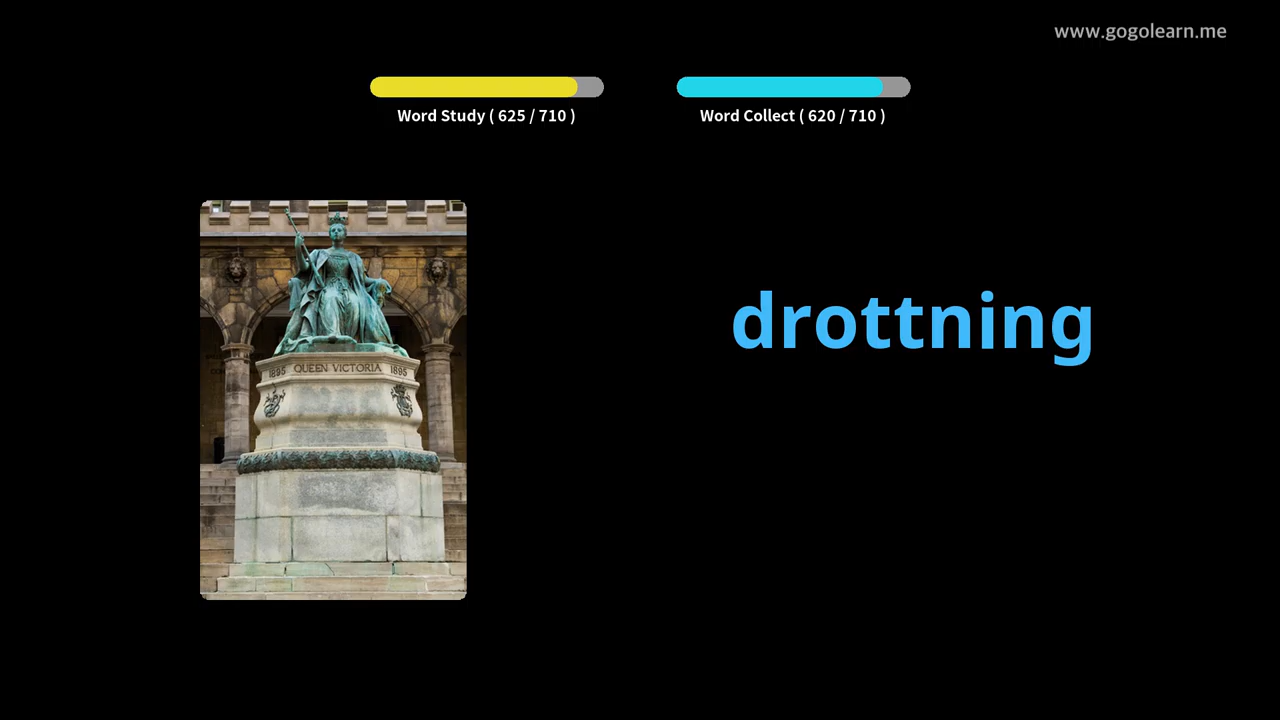 www.gogolearn.me
Word Study ( 625 / 710 )
Word Collect ( 620 / 710 )
1895 QUEEN VICTORIA 1895
drottning